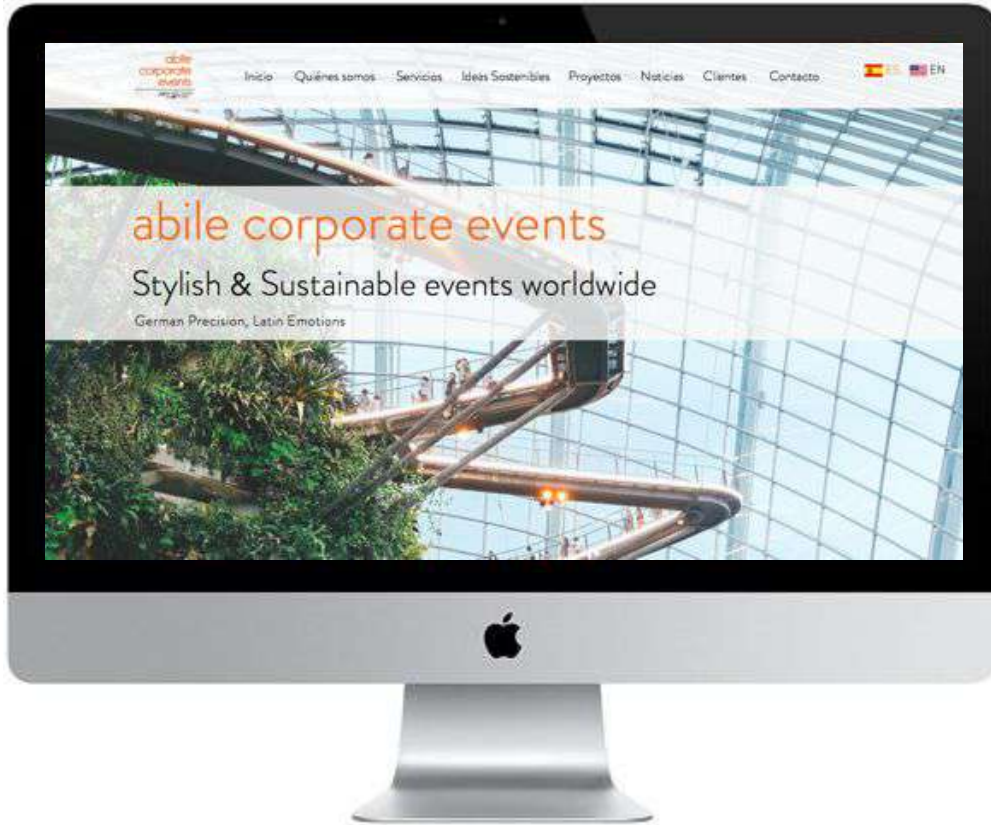 abile
corporate
events
Inicio Quiénes somos Servicios Ideas Sostenibles Proyectos Noticias Clientes Contacto ES EN
abile corporate events
Stylish & Sustainable events worldwide
German Precision, Latin Emotions